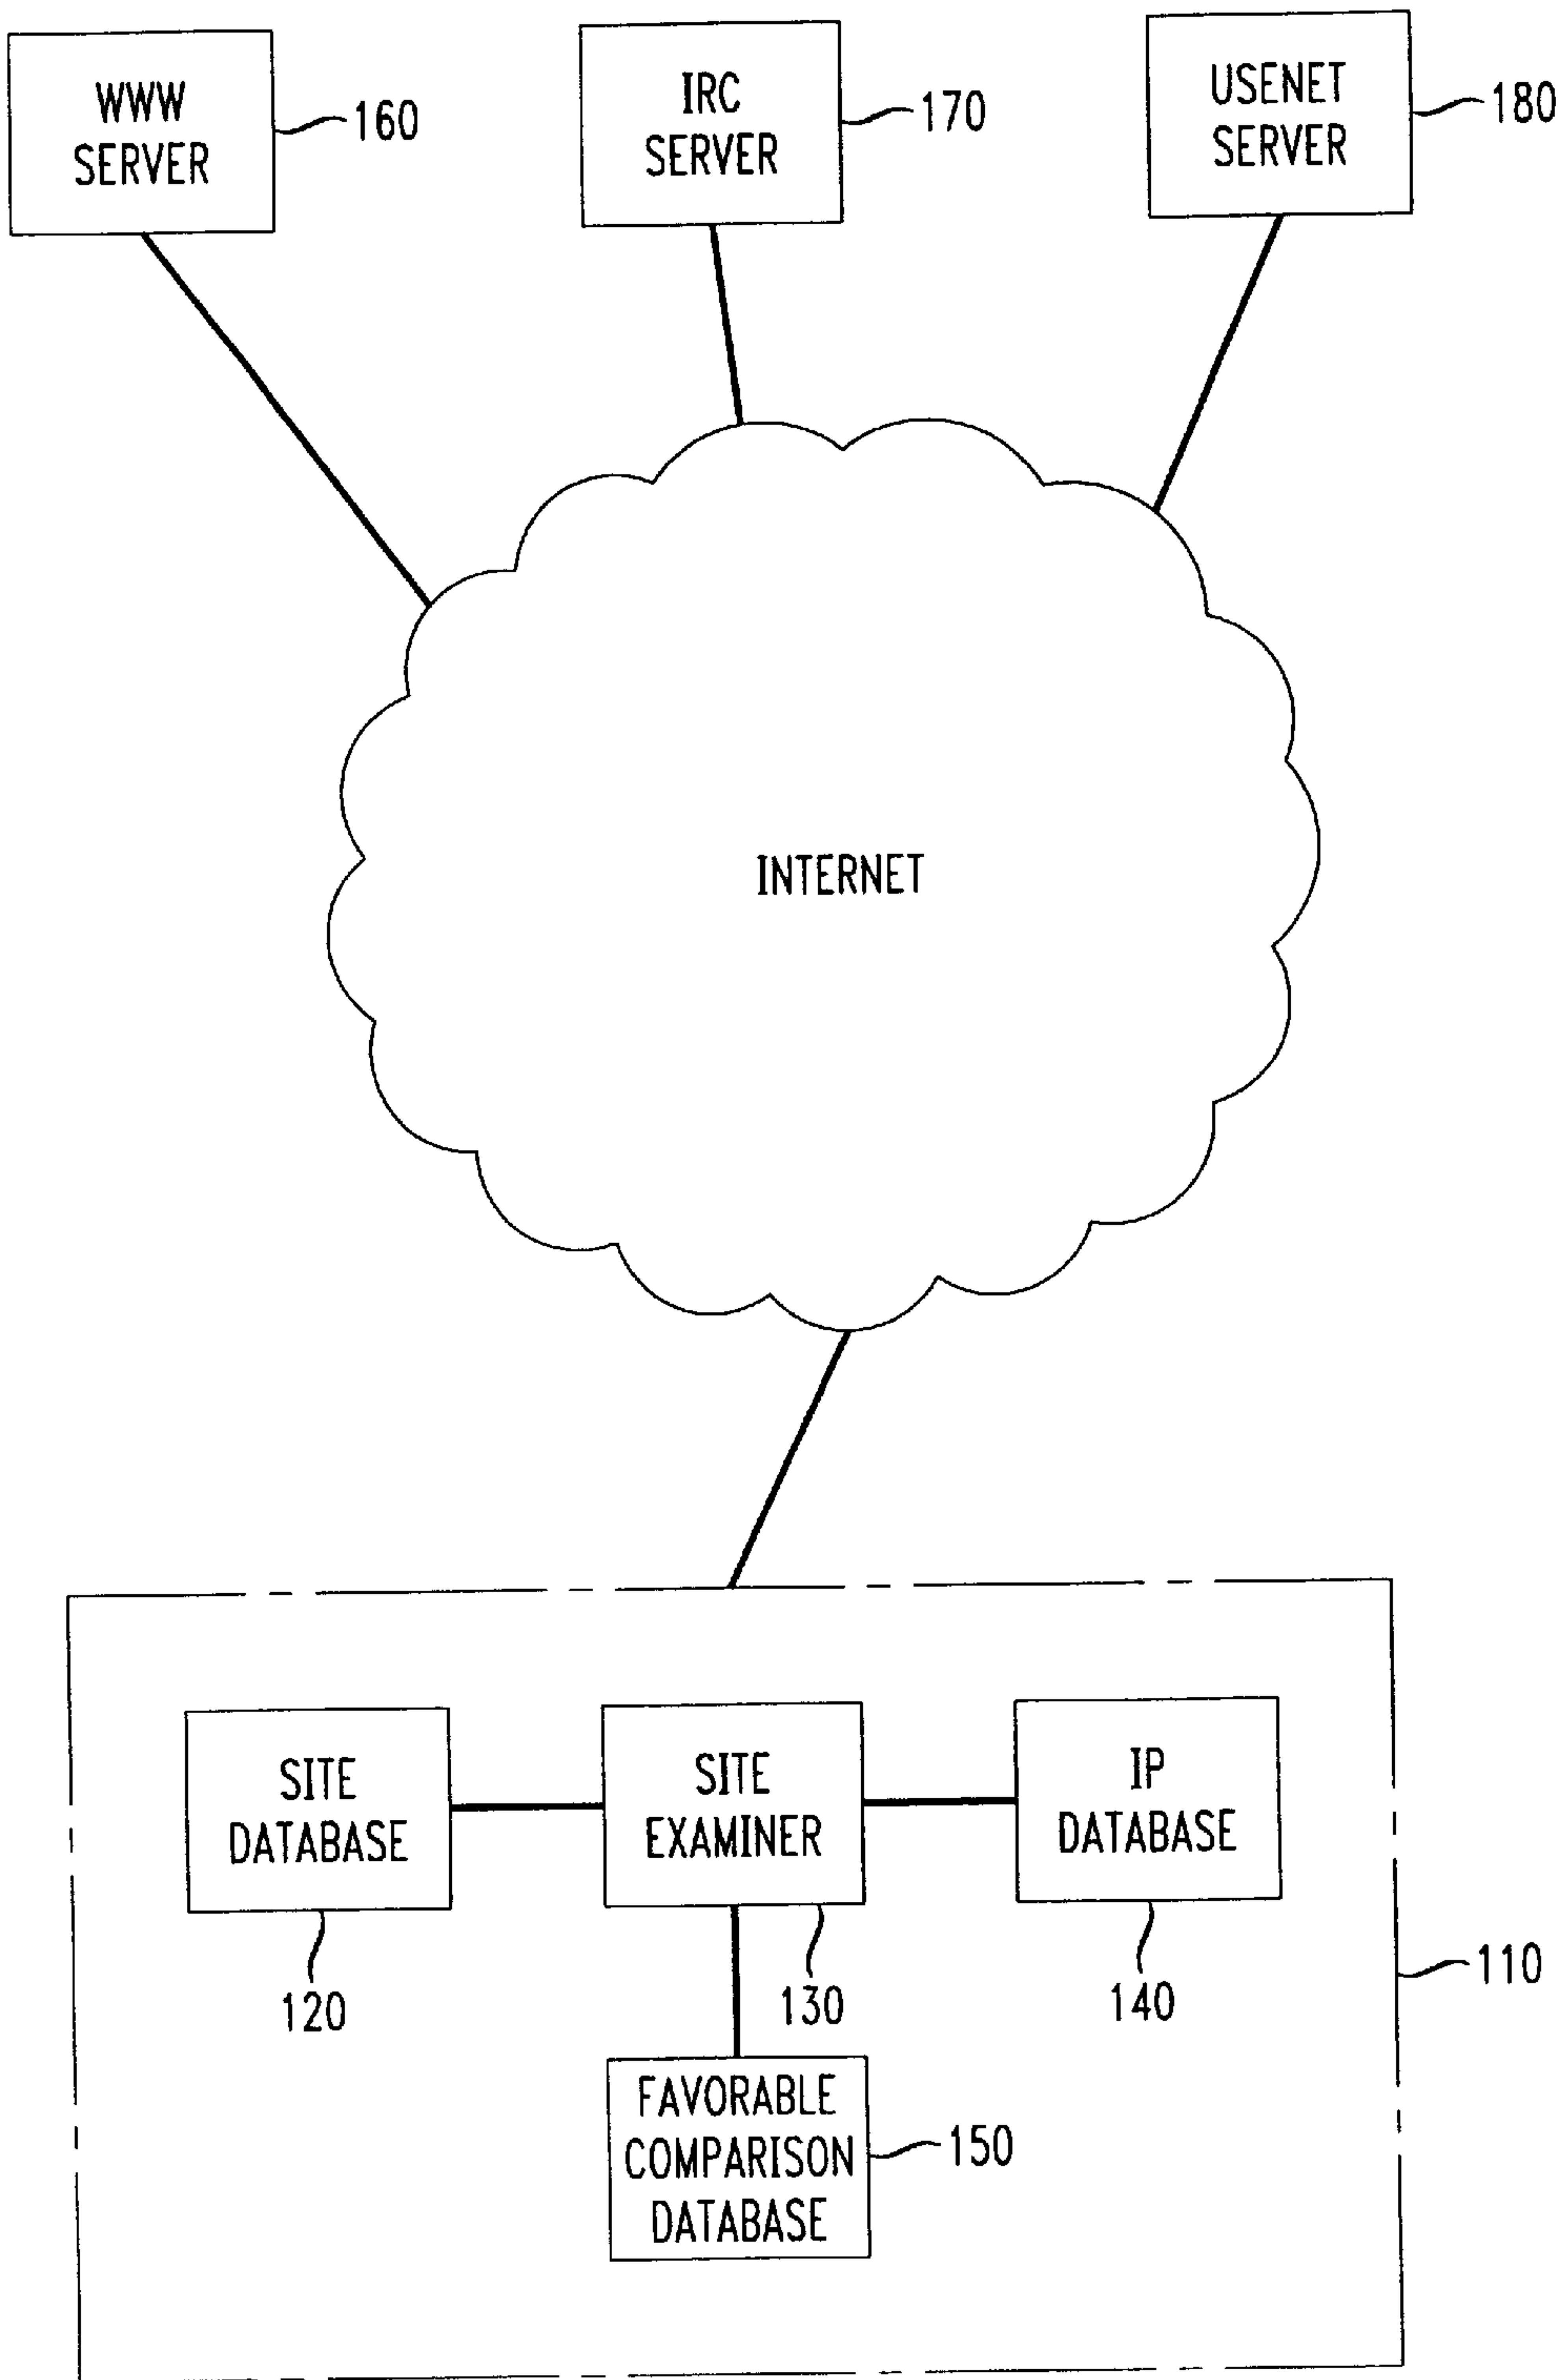 WWW
SERVER
160
IRC
SERVER
170
USENET
SERVER
180
INTERNET
SITE
DATABASE
120
SITE
EXAMINER
130
IP
DATABASE
140
110
FAVORABLE
COMPARISON
DATABASE
150